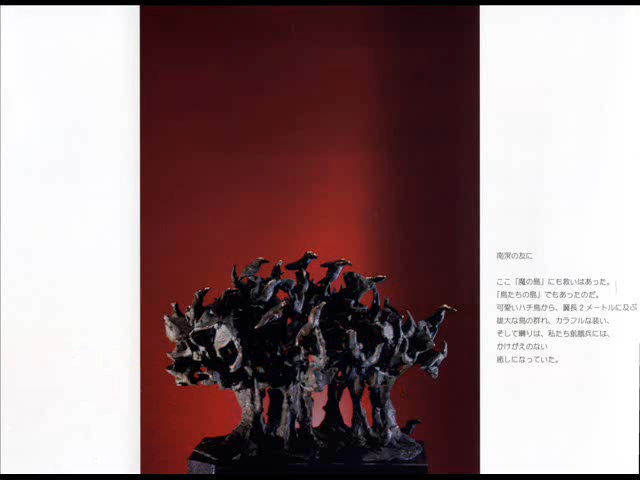 南溟の友に
ここ「魔の島」にも救いはあった。
「鳥たちの島」でもあったのだ。
可愛いハチ鳥から、翼長2メートルに及ぶ
雄大な鳥の群れ、カラフルな装い、
そして囀りは、私たち飢餓兵には、
かけがえのない
癒しになっていた。